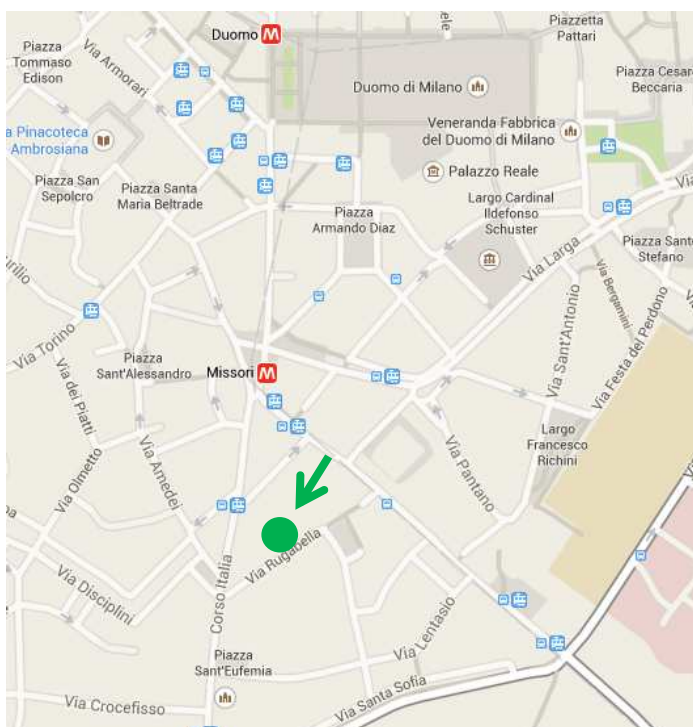 Duomo M
Piazzetta
Pattari
Piazza
Tommaso
Edison
Via Armorari
Duomo di Milano
Piazza Cesare
Beccaria
a Pinacoteca
Ambrosiana
Veneranda Fabbrica
del Duomo di Milano
Palazzo Reale
Piazza San
Sepolcro
Piazza Santa
Maria Beltrade
Largo Cardinal
Ildefonso
Schuster
Via
Piazza
Armando Diaz
Via Larga
Piazza Santo
Stefano
Via Bergamini
Via Torino
Via Sant'Antonio
Via Festa del Perdono
Piazza
Sant'Alessandro
Missori M
Via dei Piatti
Via Olmetto
Via Amedei
Via Pantano
Largo
Francesco
Richini
Via Rugabella
Via Disciplini
Corso Italia
Via Lentasio
Piazza
Sant'Eufemia
Via Santa Sofia
Via Crocefisso